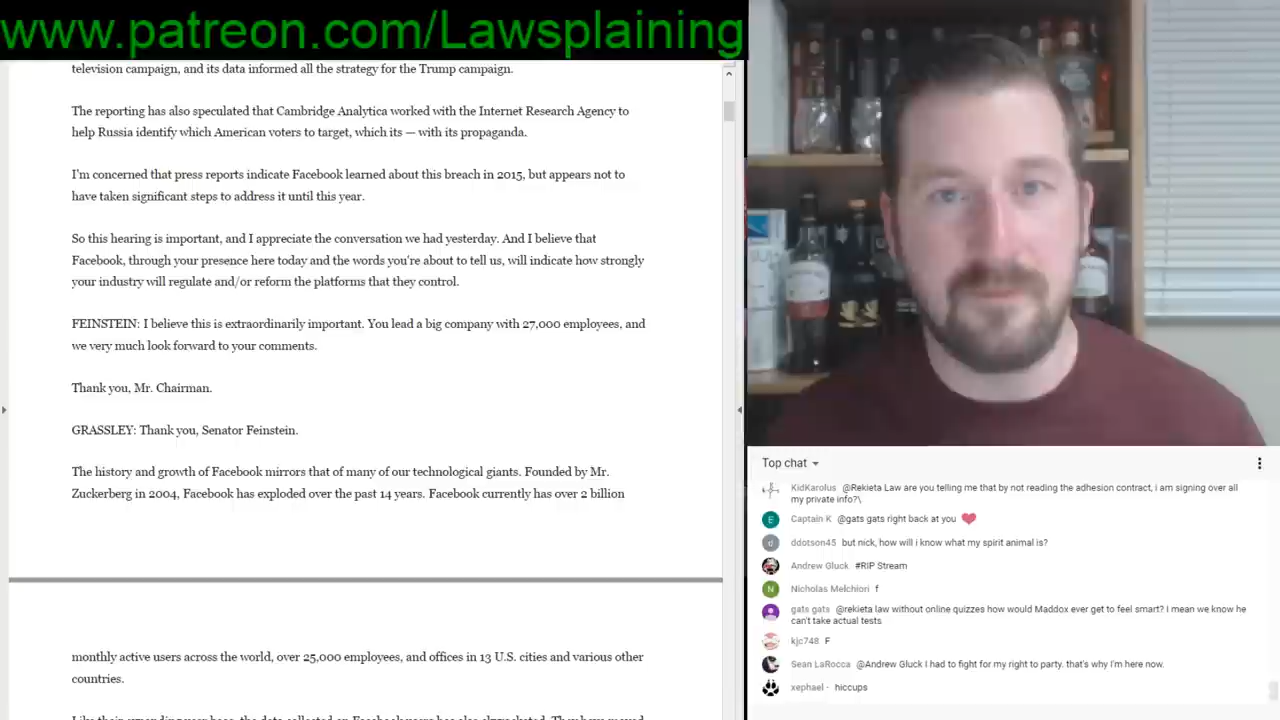 www.patreon.com/Lawsplaining
television campaign, and its data informed all the strategy for the Trump campaign.
The reporting has also speculated that Cambridge Analytica worked with the Internet Research Agency to
help Russia identify which American voters to target, which its — with its propaganda.
I'm concerned that press reports indicate Facebook learned about this breach in 2015, but appears not to
have taken significant steps to address it until this year.
So this hearing is important, and I appreciate the conversation we had yesterday. And I believe that
Facebook, through your presence here today and the words you're about to tell us, will indicate how strongly
your industry will regulate and/or reform the platforms that they control.
FEINSTEIN: I believe this is extraordinarily important. You lead a big company with 27,000 employees, and
we very much look forward to your comments.
Thank you, Mr. Chairman.
GRASSLEY: Thank you, Senator Feinstein.
The history and growth of Facebook mirrors that of many of our technological giants. Founded by Mr.
Zuckerberg in 2004, Facebook has exploded over the past 14 years. Facebook currently has over 2 billion
monthly active users across the world, over 25,000 employees, and offices in 13 U.S. cities and various other
countries.
Top chat
KidKarolus @Rekieta Law are you telling me that by not reading the adhesion contract, i am signing over all
my private info?\
E
Captain K @gats gats right back at you
d
ddotson45 but nick, how will i know what my spirit animal is?
Andrew Gluck #RIP Stream
N
Nicholas Melchiori f
gats gats @rekieta law without online quizzes how would Maddox ever get to feel smart? I mean we know he
can't take actual tests
kjc748 F
Sean LaRocca @Andrew Gluck I had to fight for my right to party. that's why I'm here now.
xephael - hiccups